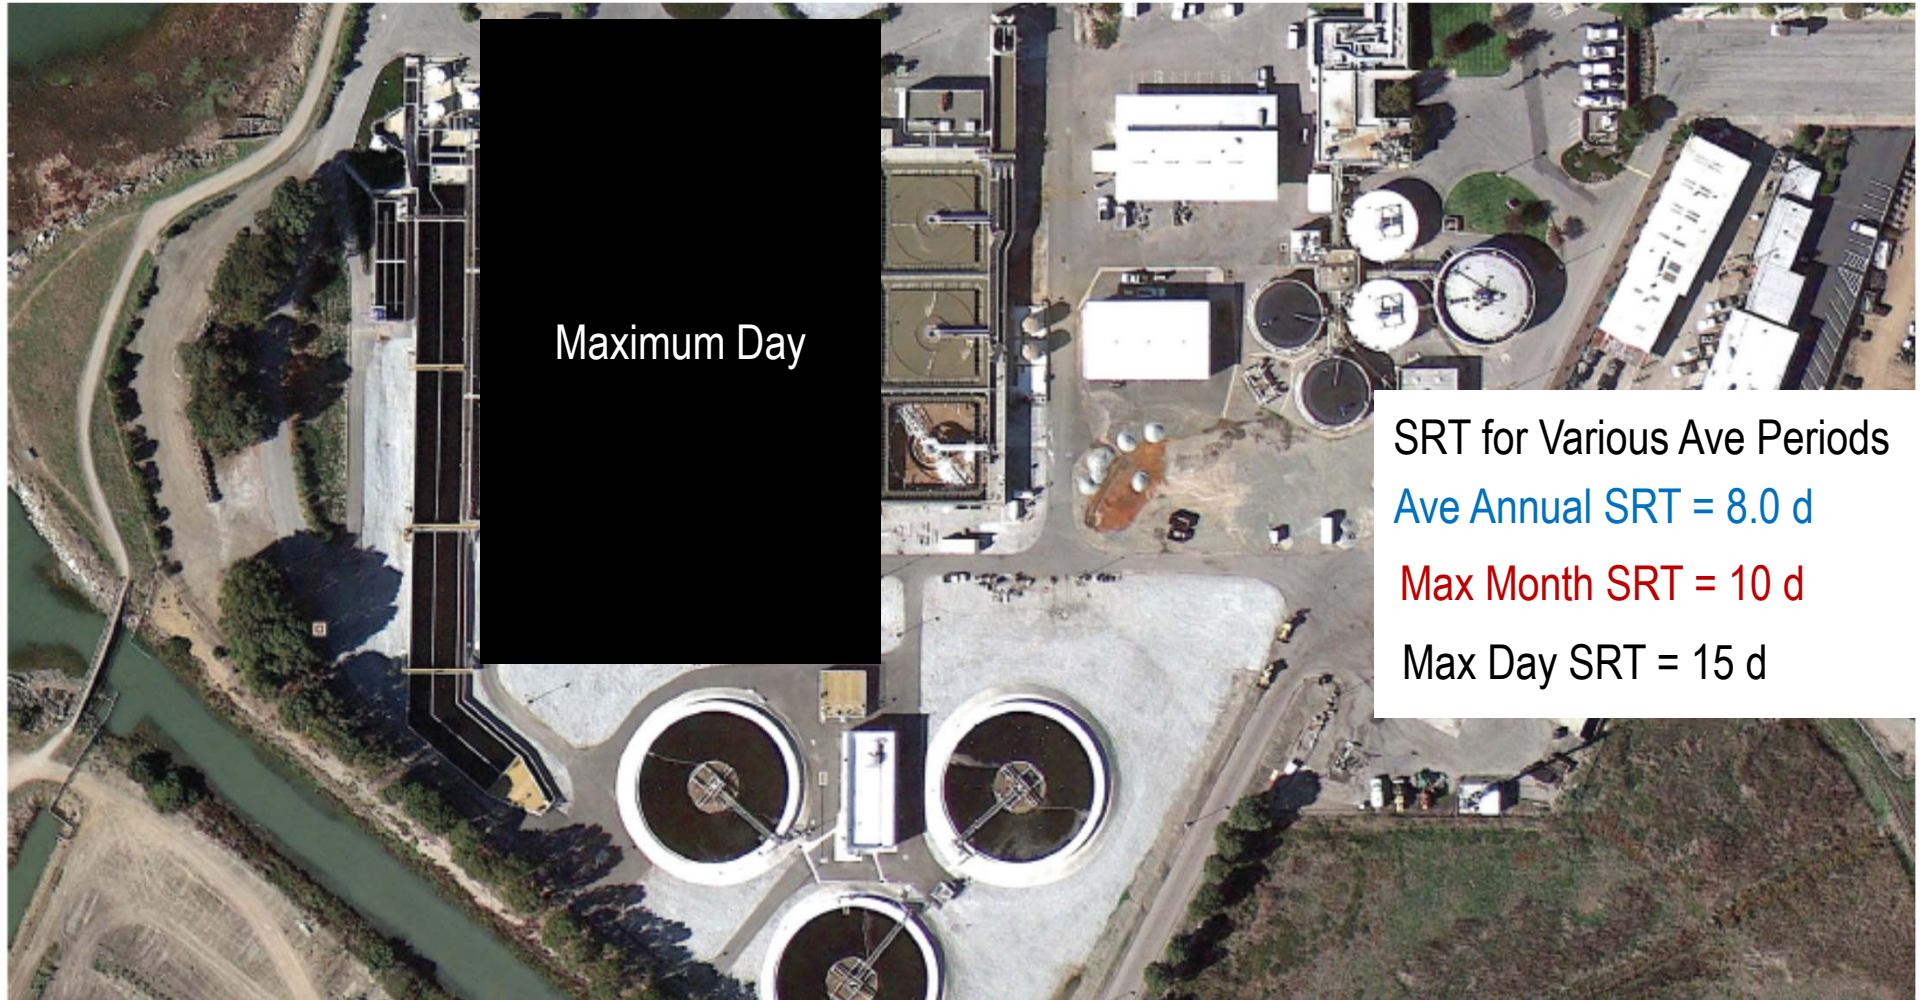 Maximum Day
SRT for Various Ave Periods
Ave Annual SRT = 8.0 d
Max Month SRT = 10 d
Max Day SRT = 15 d